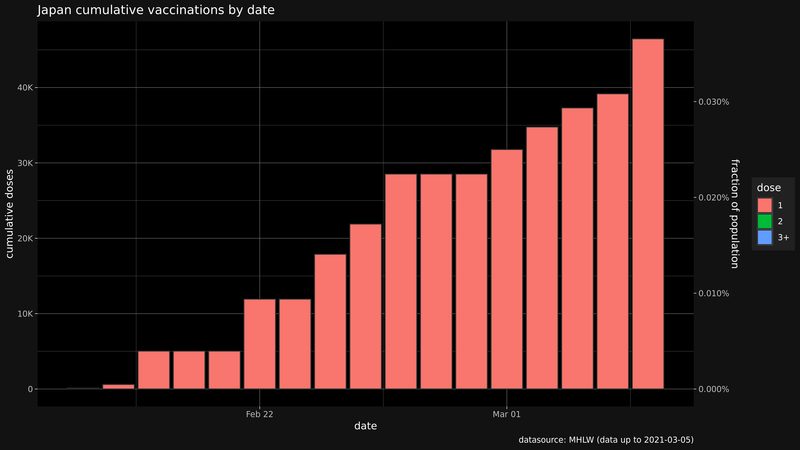 Japan cumulative vaccinations by date
cumulative doses
40K
30K
20K
10K
0
0.030%
0.020%
0.010%
0.000%
fraction of population
dose
1
2
3+
Feb 22
Mar 01
date
datasource: MHLW (data up to 2021-03-05)